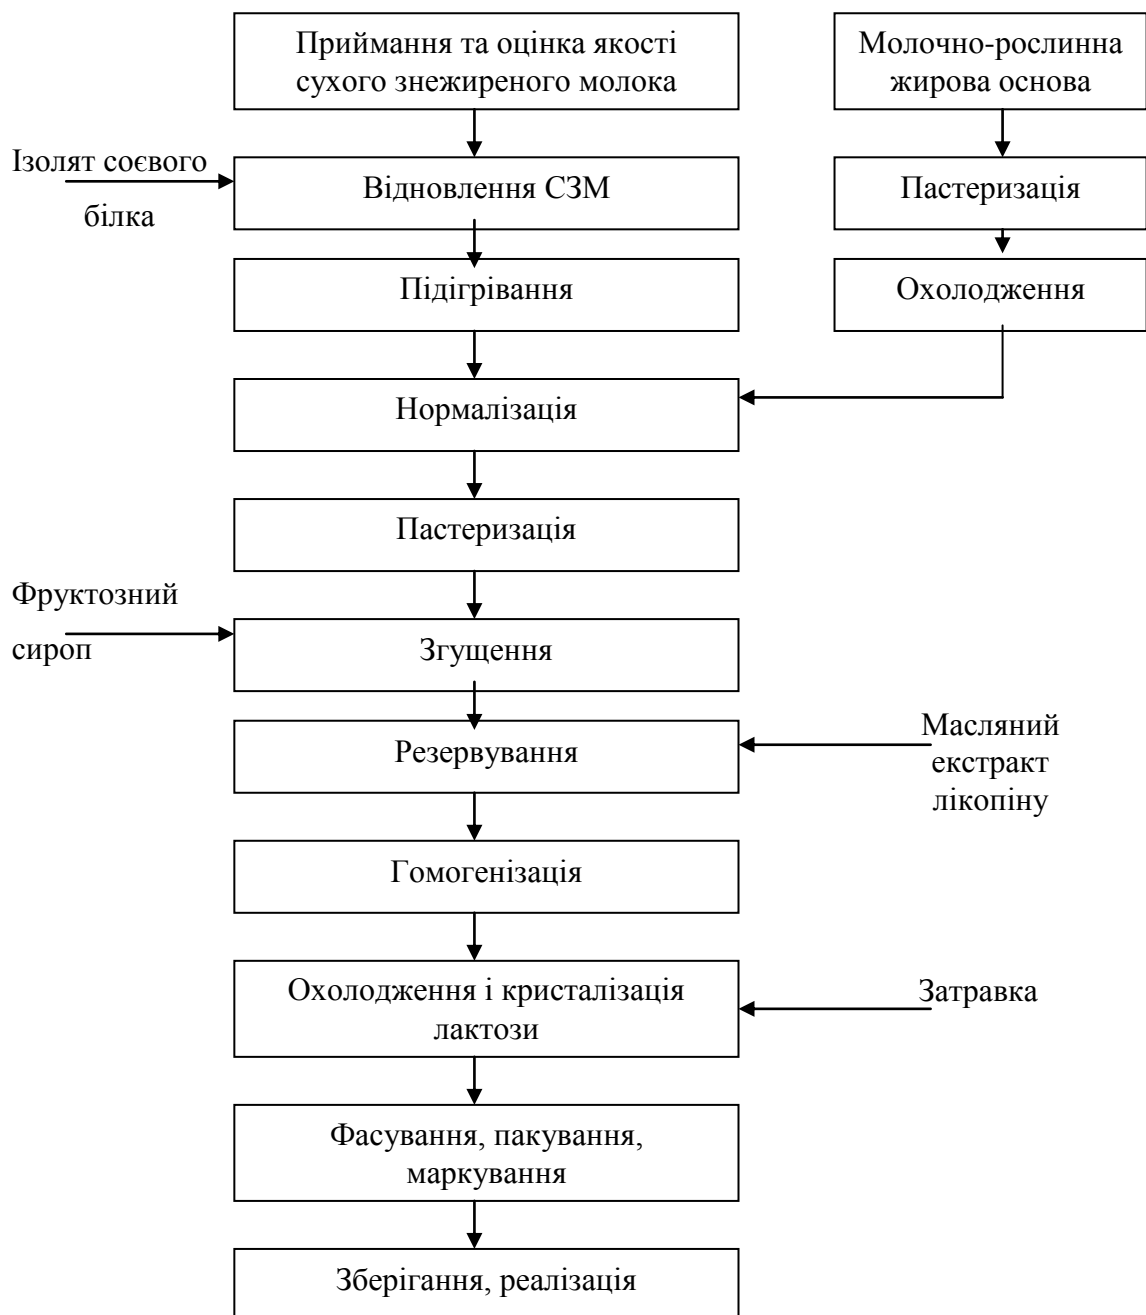 Приймання та оцінка якості
сухого знежиреного молока
Молочно-рослинна
жирова основа
Ізолят соєвого
білка
Відновлення СЗМ
Пастеризація
Підігрівання
Охолодження
Нормалізація
Пастеризація
Фруктозний
сироп
Згущення
Резервування
Масляний
екстракт
лікопіну
Гомогенізація
Охолодження і кристалізація
лактози
Затравка
Фасування, пакування,
маркування
Зберігання, реалізація